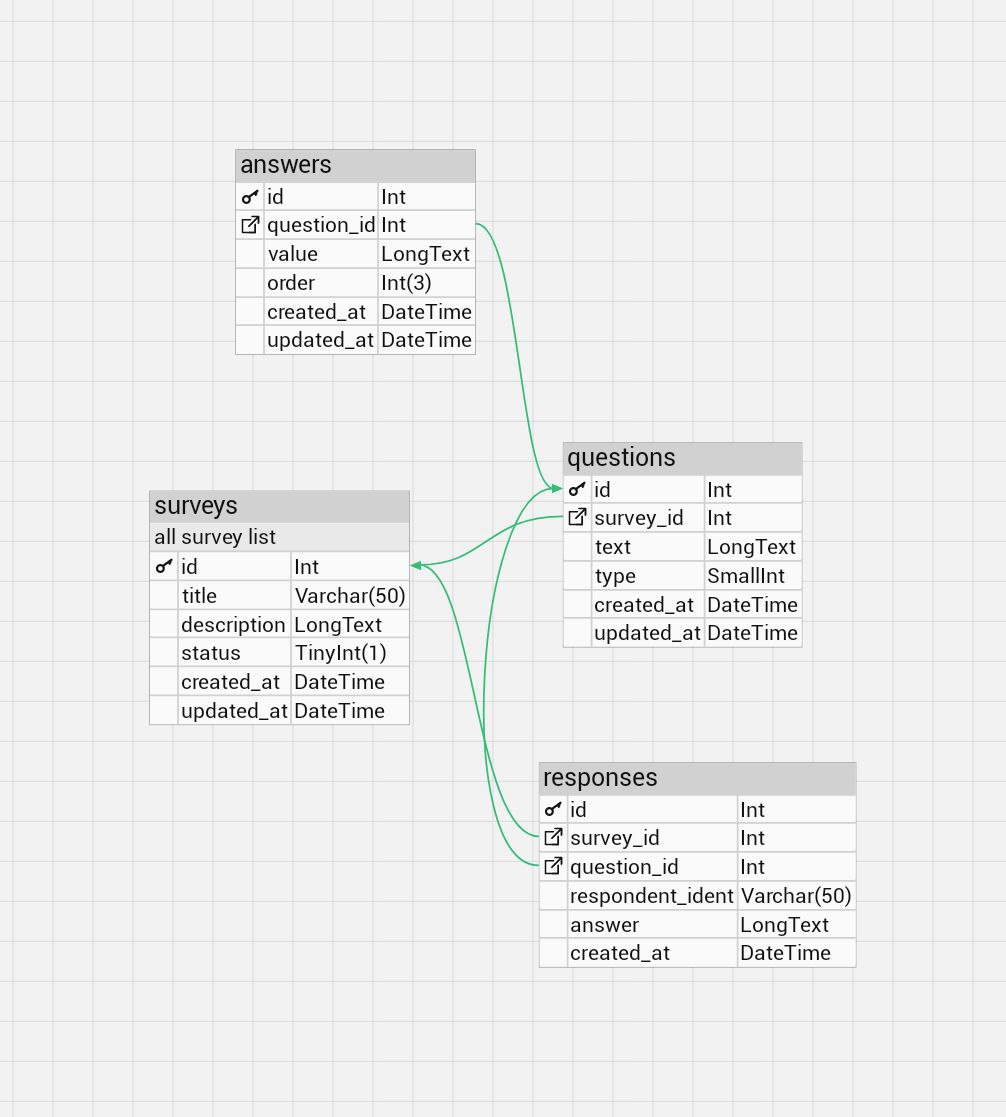 answers
id Int
question_id Int
value LongText
order Int(3)
created_at DateTime
updated_at DateTime
questions
id Int
survey_id Int
text LongText
type SmallInt
created_at DateTime
updated_at DateTime
surveys
all survey list
id Int
title Varchar(50)
description LongText
status TinyInt(1)
created_at DateTime
updated_at DateTime
responses
id Int
survey_id Int
question_id Int
respondent_ident Varchar(50)
answer LongText
created_at DateTime